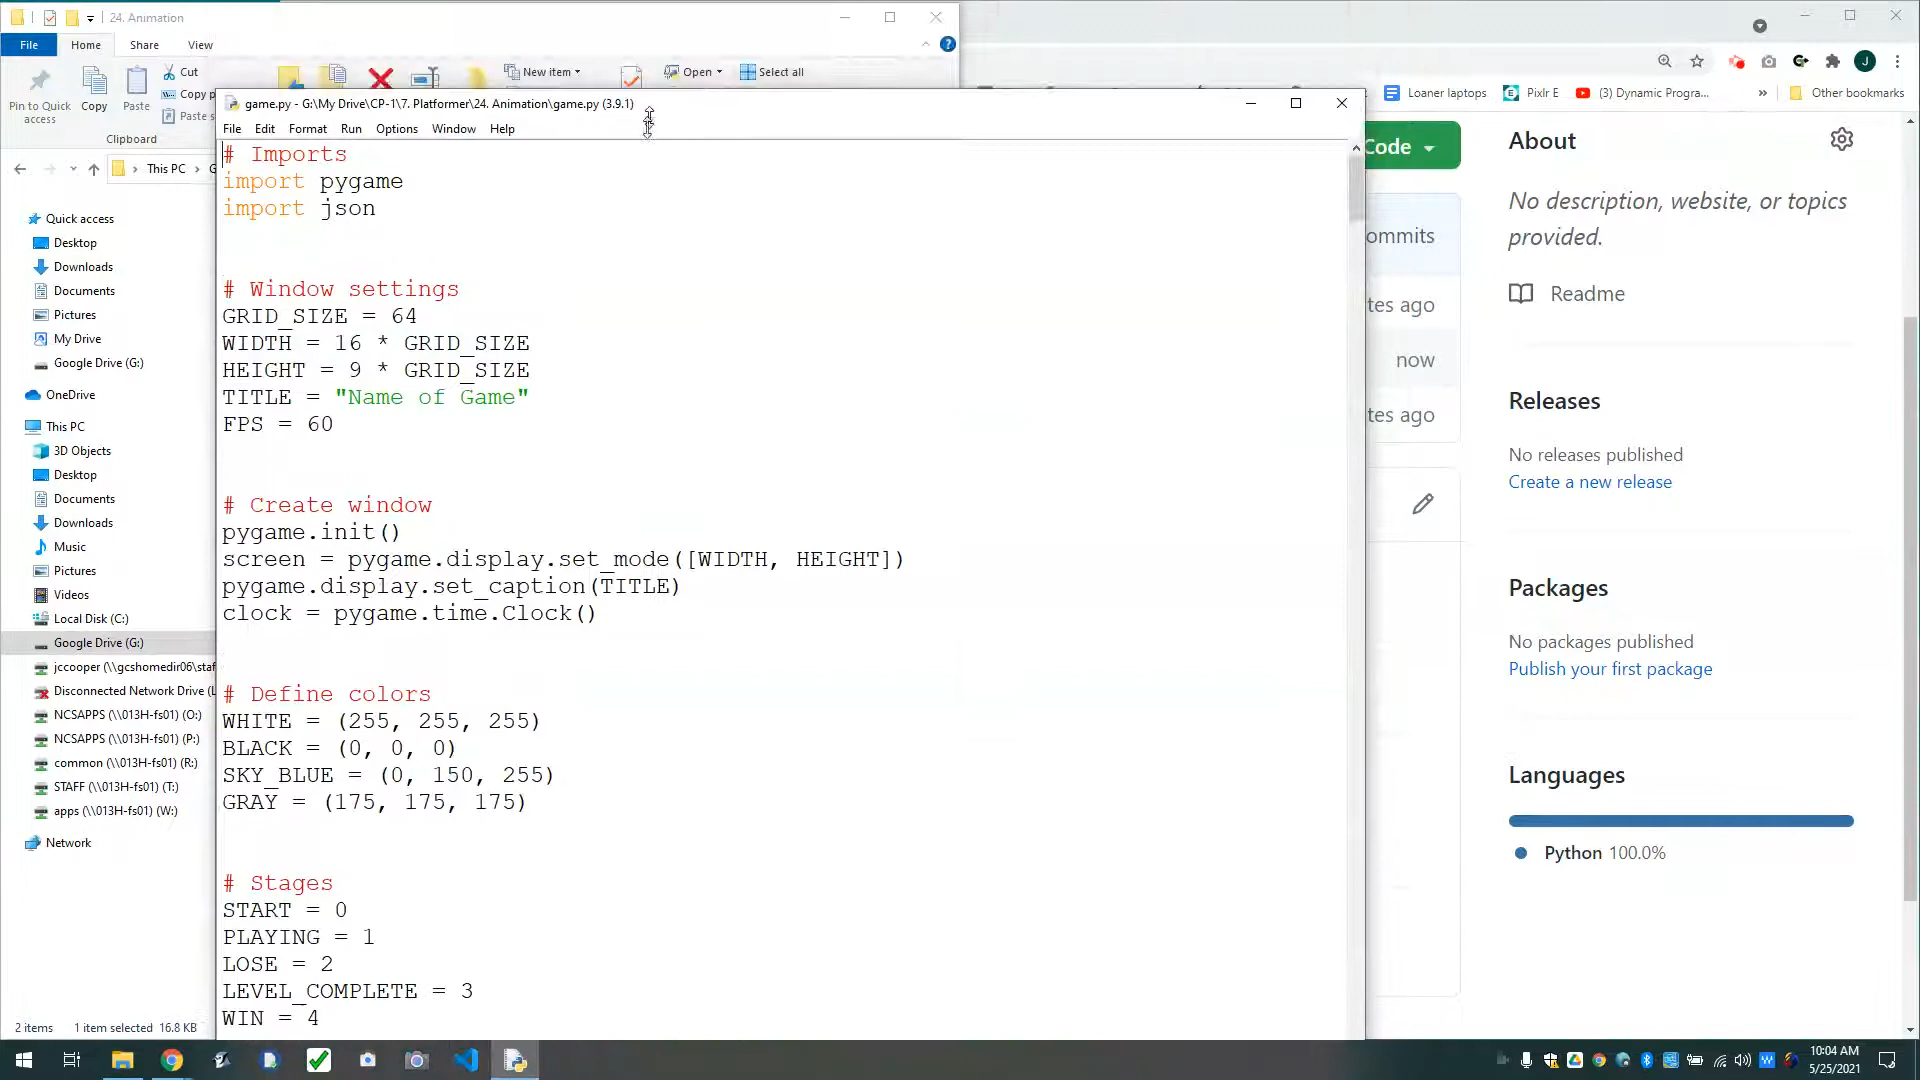 24. Animation
File Home Share View
Pin to Quick access
Copy
Paste
Cut
Copy p
Paste s
Clipboard
New item
Open
Select all
This PC
G
Quick access
Desktop
Downloads
Documents
Pictures
My Drive
Google Drive (G:)
OneDrive
This PC
3D Objects
Desktop
Documents
Downloads
Music
Pictures
Videos
Local Disk (C:)
Google Drive (G:)
jccooper (\\gcshomedir06\staf
Disconnected Network Drive (L
NCSAPPS (\\013H-fs01) (O:)
NCSAPPS (\\013H-fs01) (P:)
common (\\013H-fs01) (R:)
STAFF (\\013H-fs01) (T:)
apps (\\013H-fs01) (W:)
Network
2 items 1 item selected 16.8 KB
game.py - G:\My Drive\CP-1\7. Platformer\24. Animation\game.py (3.9.1)
File Edit Format Run Options Window Help
# Imports
import pygame
import json
# Window settings
GRID_SIZE = 64
WIDTH = 16 * GRID_SIZE
HEIGHT = 9 * GRID_SIZE
TITLE = "Name of Game"
FPS = 60
# Create window
pygame.init()
screen = pygame.display.set_mode([WIDTH, HEIGHT])
pygame.display.set_caption(TITLE)
clock = pygame.time.Clock()
# Define colors
WHITE = (255, 255, 255)
BLACK = (0, 0, 0)
SKY_BLUE = (0, 150, 255)
GRAY = (175, 175, 175)
# Stages
START = 0
PLAYING = 1
LOSE = 2
LEVEL_COMPLETE = 3
WIN = 4
J
Loaner laptops
Pixlr E
(3) Dynamic Progra...
»
Other bookmarks
Code
ommits
tes ago
now
tes ago
About
No description, website, or topics
provided.
Readme
Releases
No releases published
Create a new release
Packages
No packages published
Publish your first package
Languages
Python 100.0%
10:04 AM
5/25/2021